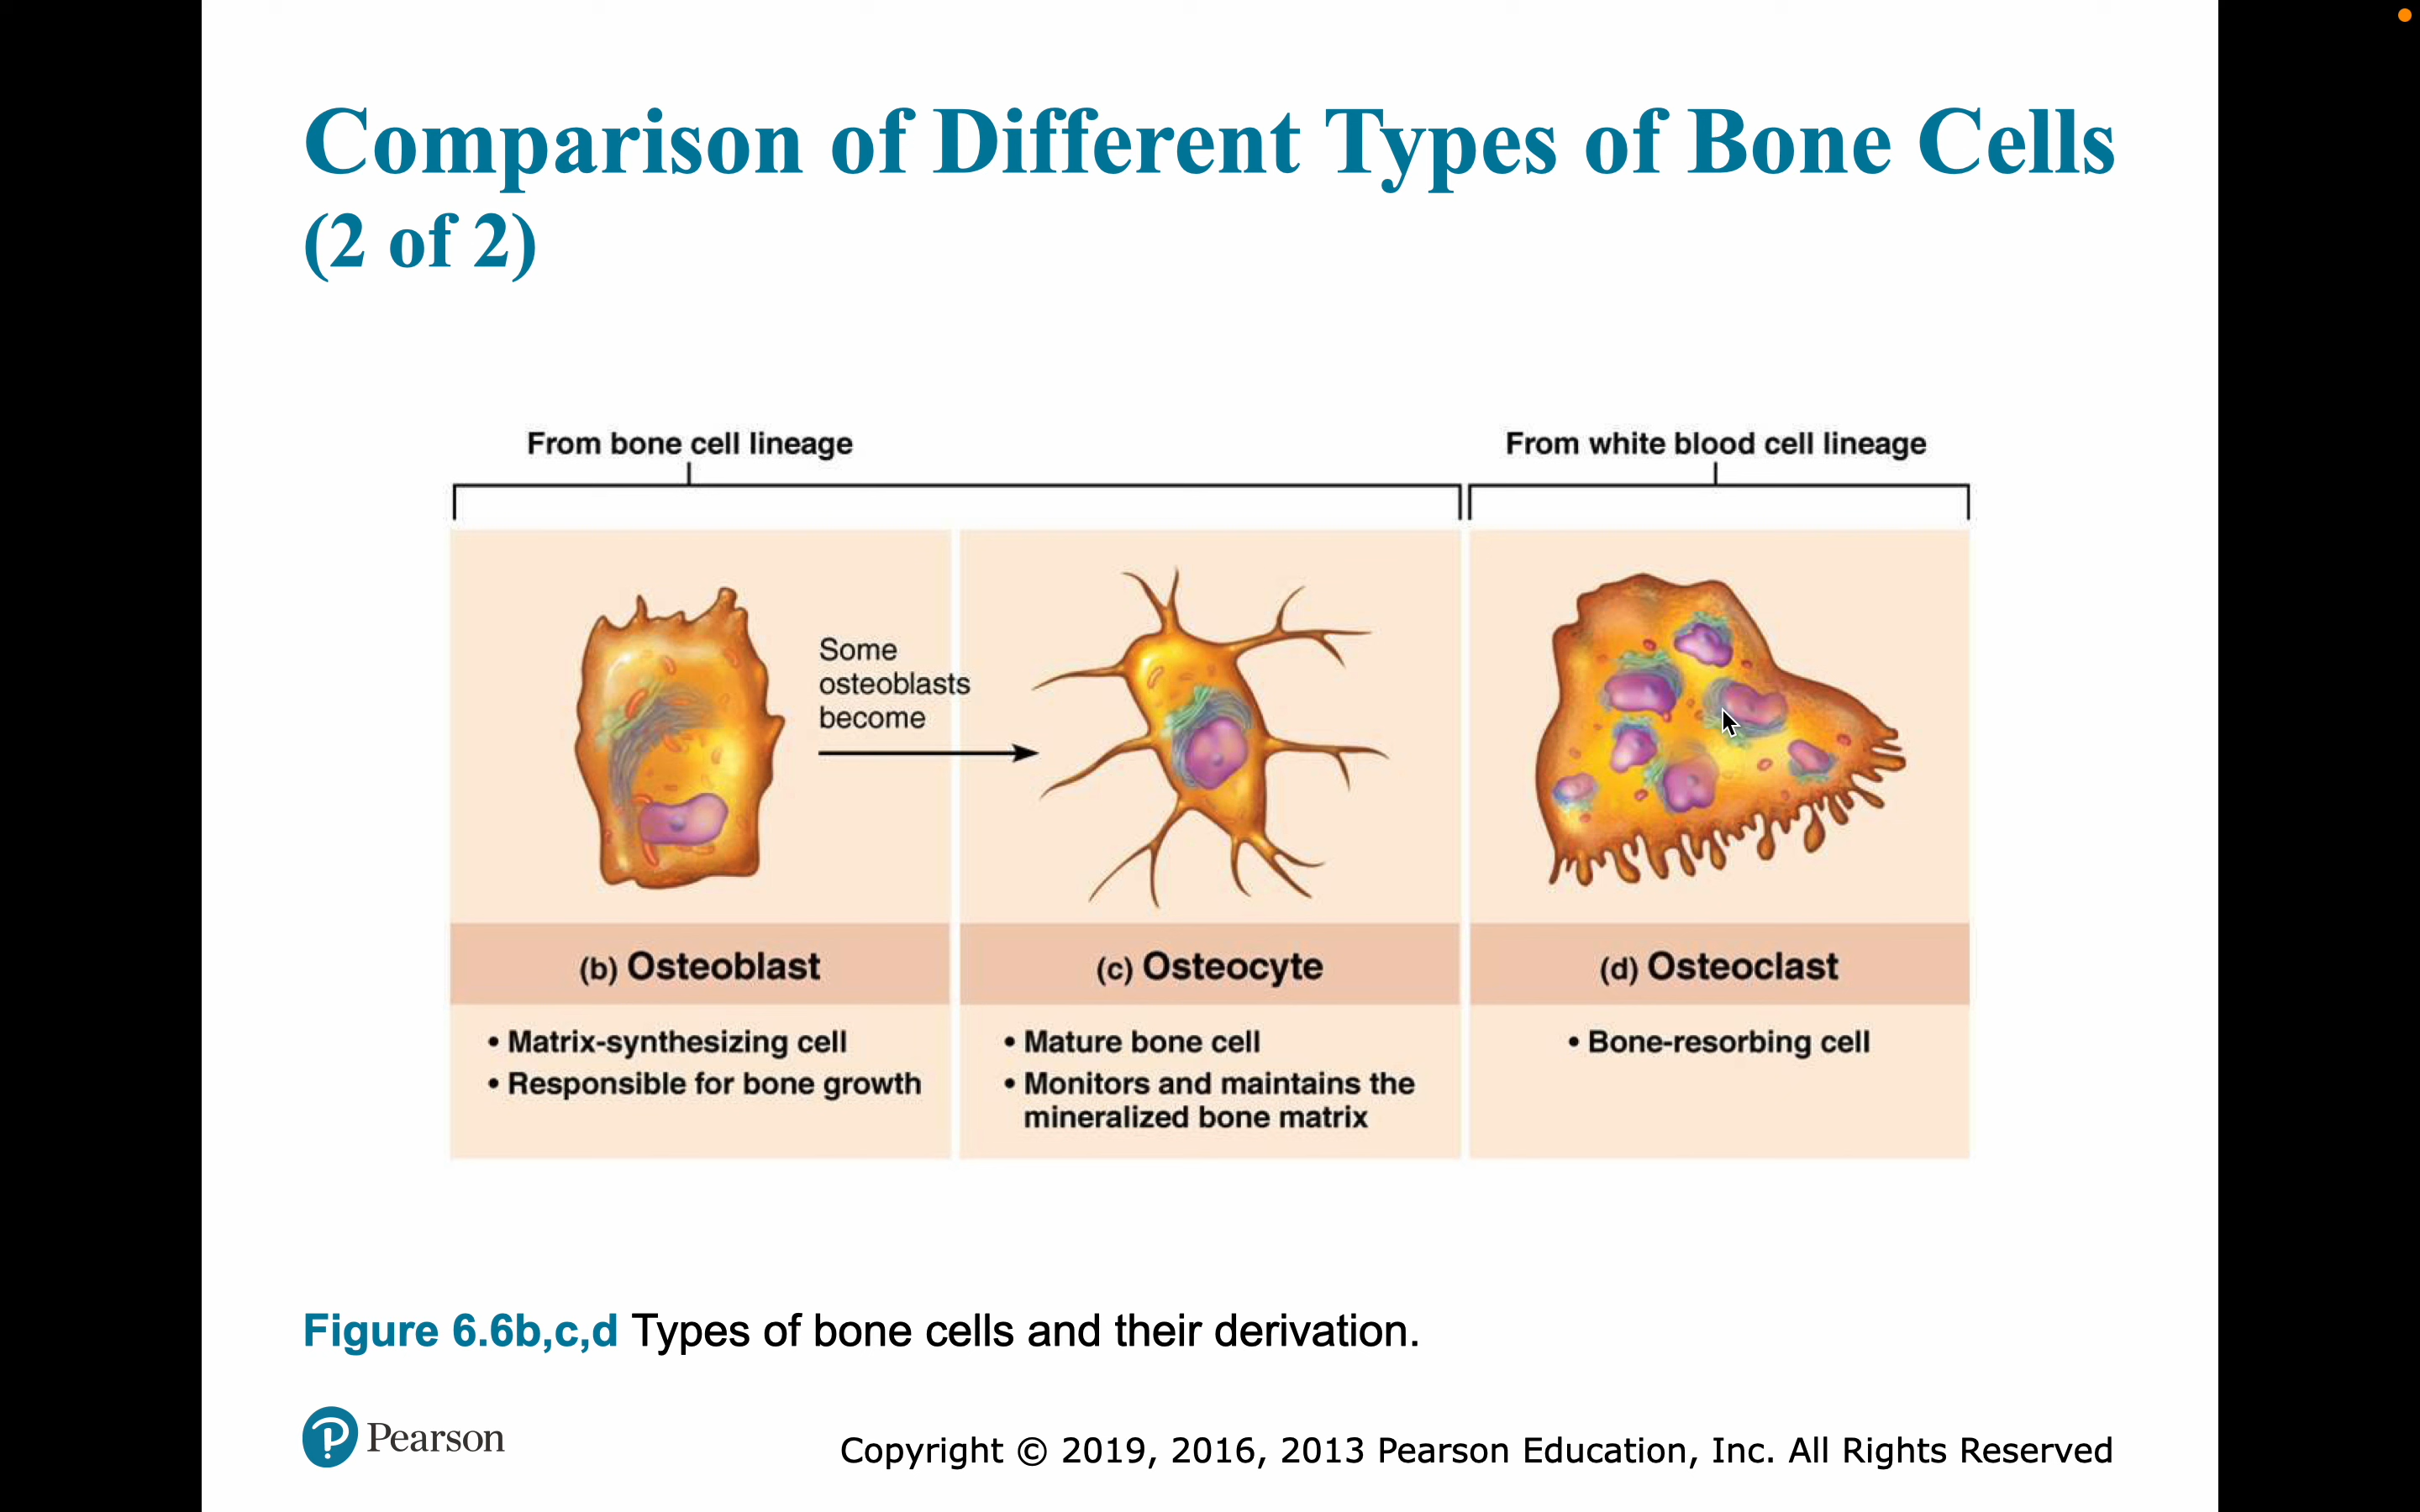 Comparison of Different Types of Bone Cells
(2 of 2)
From bone cell lineage
From white blood cell lineage
Some
osteoblasts
become
(b) Osteoblast
• Matrix-synthesizing cell
• Responsible for bone growth
(c) Osteocyte
• Mature bone cell
• Monitors and maintains the
mineralized bone matrix
(d) Osteoclast
• Bone-resorbing cell
Figure 6.6b,c,d Types of bone cells and their derivation.
Pearson
Copyright © 2019, 2016, 2013 Pearson Education, Inc. All Rights Reserved